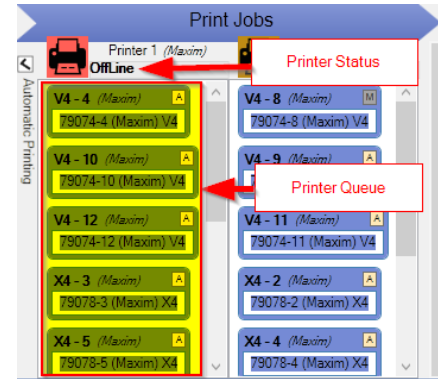 Print Jobs
Printer 1 (Maxim)
OffLine
Printer Status
Automatic Printing
V4 - 4 (Maxim) A
79074-4 (Maxim) V4
V4 - 10 (Maxim) A
79074-10 (Maxim) V4
V4 - 12 (Maxim) A
79074-12 (Maxim) V4
X4 - 3 (Maxim) A
79078-3 (Maxim) X4
X4 - 5 (Maxim) A
79078-5 (Maxim) X4
V4 - 8 (Maxim) M
79074-8 (Maxim) V4
V4 - 9 (Maxim) A
Printer Queue
V4 - 11 (Maxim) A
79074-11 (Maxim) V4
X4 - 2 (Maxim) A
79078-2 (Maxim) X4
X4 - 4 (Maxim) A
79078-4 (Maxim) X4